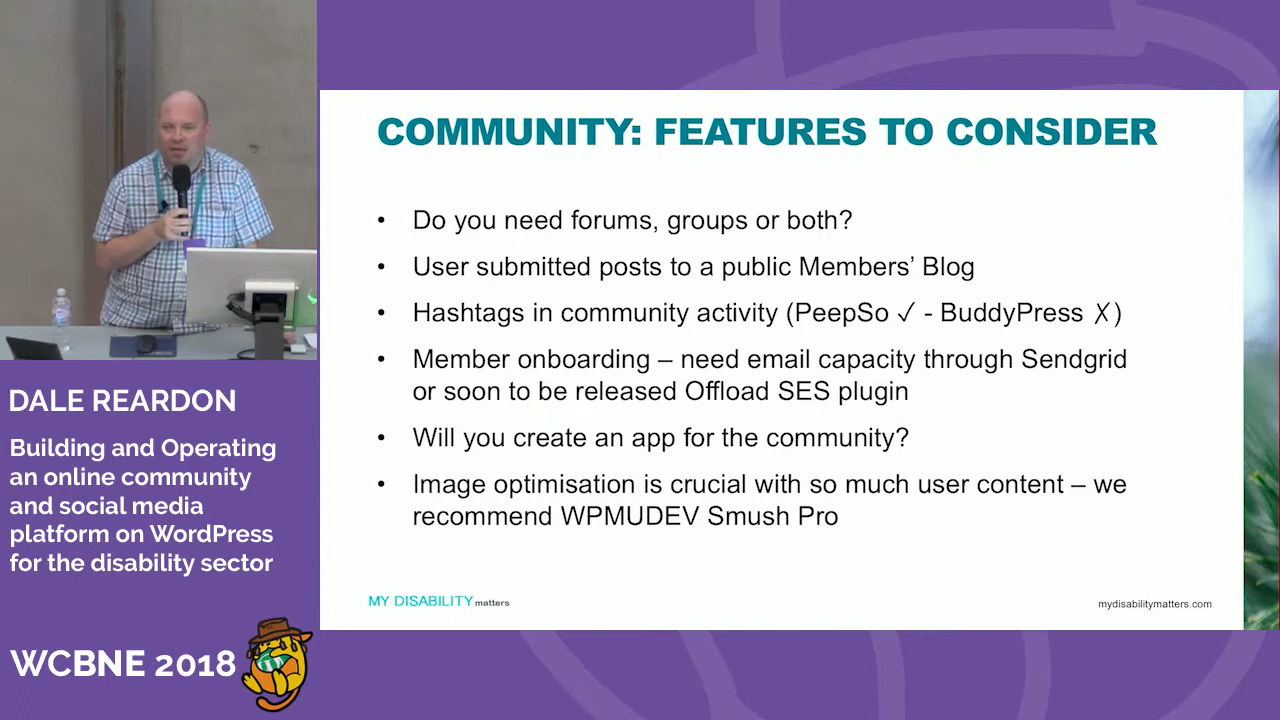 COMMUNITY: FEATURES TO CONSIDER
• Do you need forums, groups or both?
• User submitted posts to a public Members’ Blog
• Hashtags in community activity (PeepSo ✓ - BuddyPress ✗)
• Member onboarding – need email capacity through Sendgrid
or soon to be released Offload SES plugin
• Will you create an app for the community?
• Image optimisation is crucial with so much user content – we
recommend WPMUDEV Smush Pro
MY DISABILITY matters
mydisabilitymatters.com
DALE REARDON
Building and Operating
an online community
and social media
platform on WordPress
for the disability sector
WCBNE 2018